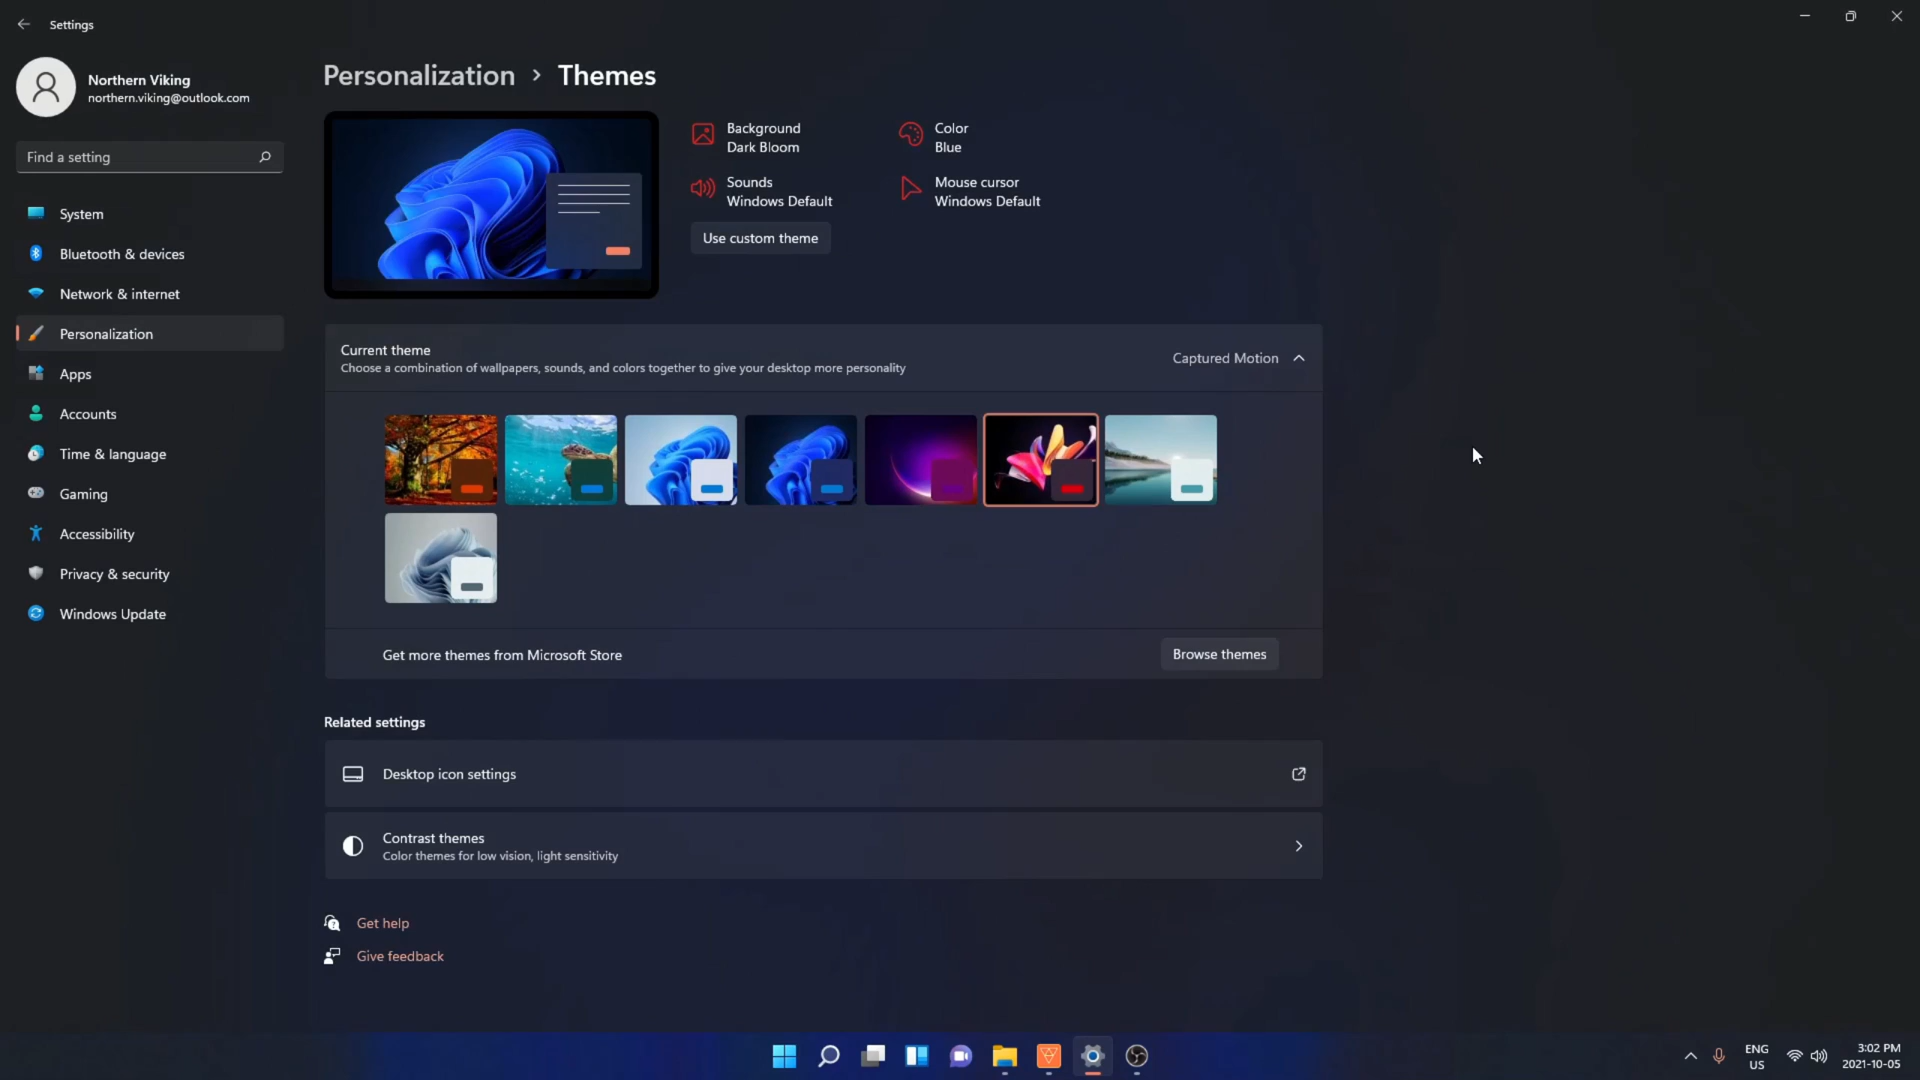 Settings
Northern Viking
northern.viking@outlook.com
Find a setting
System
Bluetooth & devices
Network & internet
Personalization
Apps
Accounts
Time & language
Gaming
Accessibility
Privacy & security
Windows Update
Personalization > Themes
Background
Dark Bloom
Color
Blue
Sounds
Windows Default
Mouse cursor
Windows Default
Use custom theme
Current theme
Choose a combination of wallpapers, sounds, and colors together to give your desktop more personality
Captured Motion
Get more themes from Microsoft Store
Browse themes
Related settings
Desktop icon settings
Contrast themes
Color themes for low vision, light sensitivity
Get help
Give feedback
ENG
US
3:02 PM
2021-10-05